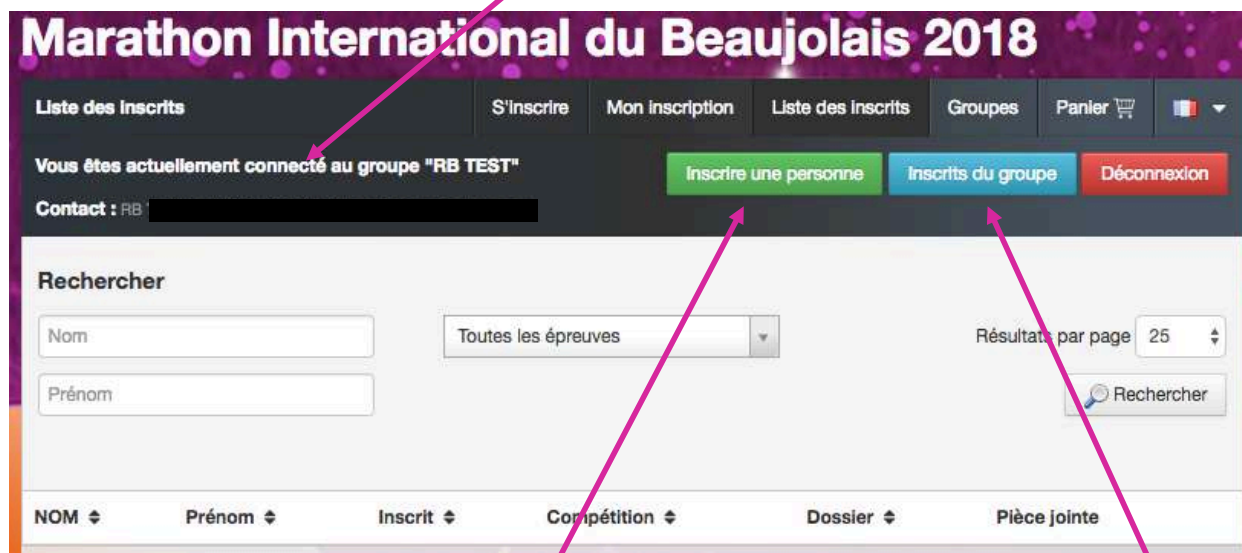 Marathon International du Beaujolais 2018
Liste des inscrits S'inscrire Mon inscription Liste des inscrits Groupes Panier
Vous êtes actuellement connecté au groupe "RB TEST" Inscrire une personne Inscrits du groupe Déconnexion
Contact : RB
Rechercher
Nom Toutes les épreuves Résultats par page 25
Prénom Rechercher
NOM Prénom Inscrit Compétition Dossier Pièce jointe